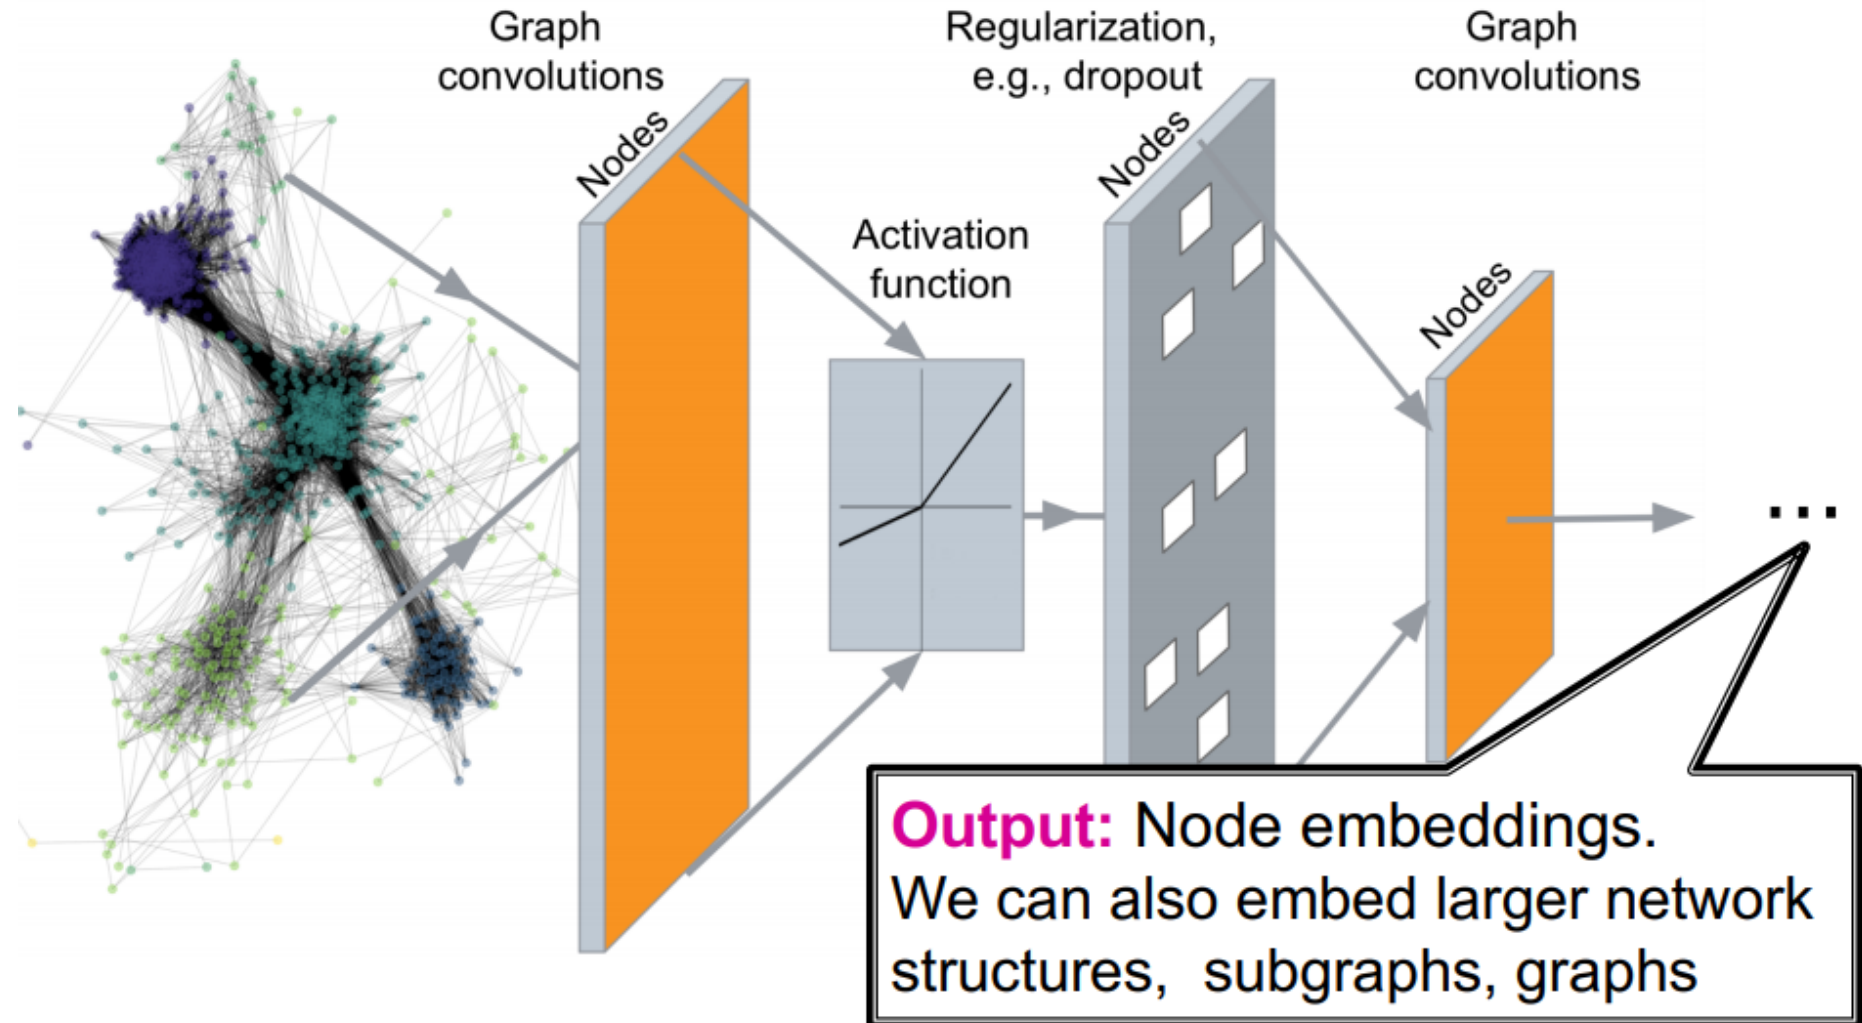 Graph
convolutions
Regularization,
e.g., dropout
Graph
convolutions
Nodes
Nodes
Activation
function
Nodes
...
Output: Node embeddings.
We can also embed larger network
structures, subgraphs, graphs